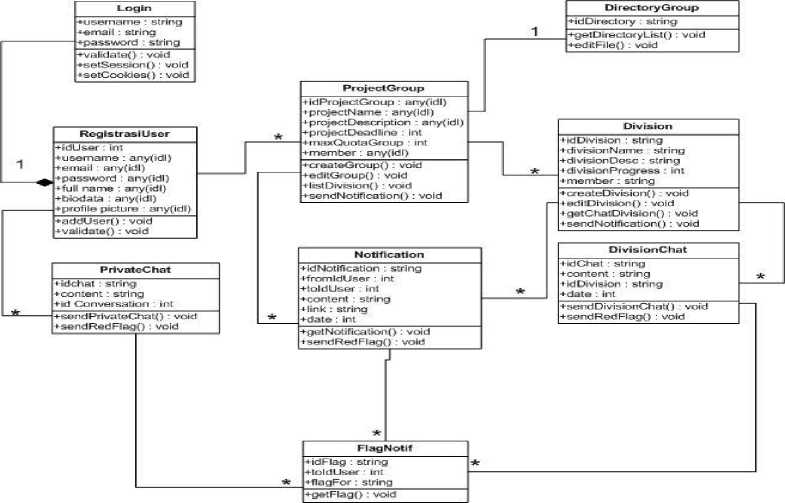 Login
+username : string
+email : string
+password : string
+validate() : void
+setSession() : void
+setCookies() : void
DirectoryGroup
+idDirectory : string
+getDirectoryList() : void
+editFile() : void
1
ProjectGroup
+idProjectGroup : any(idl)
+projectName : any(idl)
+projectDescription : any(idl)
+projectDeadline : int
+maxQuotaGroup : int
+member : any(idl)
+createGroup() : void
+editGroup() : void
+listDivision() : void
+sendNotification() : void
RegistrasiUser
+idUser : int
+username : any(idl)
+email : any(idl)
+password : any(idl)
+full name : any(idl)
+biodata : any(idl)
+profile picture : any(idl)
+addUser() : void
+validate() : void
1
*
Division
+idDivision : string
+divisionName : string
+divisionDesc : string
+divisionProgress : int
+member : string
+createDivision() : void
+editDivision() : void
+getChatDivision() : void
+sendNotification() : void
*
PrivateChat
+idchat : string
+content : string
+id Conversation : int
+sendPrivateChat() : void
+sendRedFlag() : void
*
Notification
+idNotification : string
+fromIdUser : int
+toIdUser : int
+content : string
+link : string
+date : int
+getNotification() : void
+sendRedFlag() : void
*
*
DivisionChat
+idChat : string
+content : string
+idDivision : string
+date : int
+sendDivisionChat() : void
+sendRedFlag() : void
*
FlagNotif
+idFlag : string
+toIdUser : int
+flagFor : string
+getFlag() : void
*
*
*